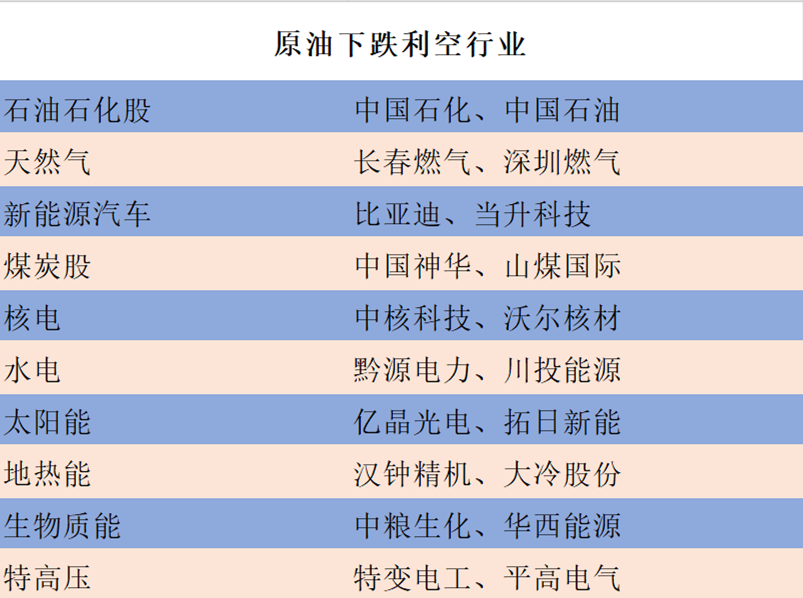 原油下跌利空行业
石油石化股 中国石化、中国石油
天然气 长春燃气、深圳燃气
新能源汽车 比亚迪、当升科技
煤炭股 中国神华、山煤国际
核电 中核科技、沃尔核材
水电 黔源电力、川投能源
太阳能 亿晶光电、拓日新能
地热能 汉钟精机、大冷股份
生物质能 中粮生化、华西能源
特高压 特变电工、平高电气